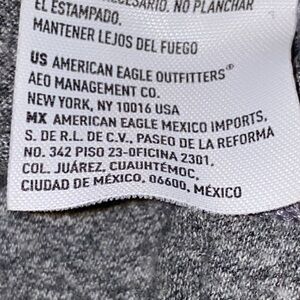 NECESARIO. NO PLANCHAR
EL ESTAMPADO.
MANTENER LEJOS DEL FUEGO
US AMERICAN EAGLE OUTFITTERS®
AEO MANAGEMENT CO.
NEW YORK, NY 10016 USA
MX AMERICAN EAGLE MEXICO IMPORTS,
S. DE R.L. DE C.V., PASEO DE LA REFORMA
NO. 342 PISO 23-OFICINA 2301,
COL. JUÁREZ, CUAUHTÉMOC,
CIUDAD DE MÉXICO, 06600, MÉXICO